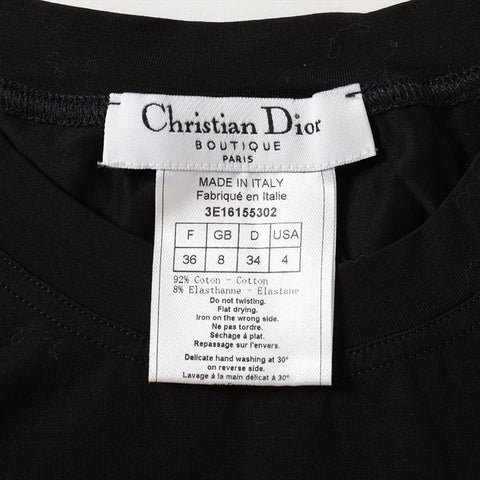 Christian Dior
BOUTIQUE
PARIS
MADE IN ITALY
Fabriqué en Italie
3E16155302
F GB D USA
36 8 34 4
92% Coton - Cotton
8% Elasthanne - Elastane
Do not twisting.
Flat drying.
Iron on the wrong side.
Ne pas tordre.
Séchage à plat.
Repassage sur l'envers.
Delicate hand washing at 30°
on reverse side.
Lavage à la main délicat à 30°